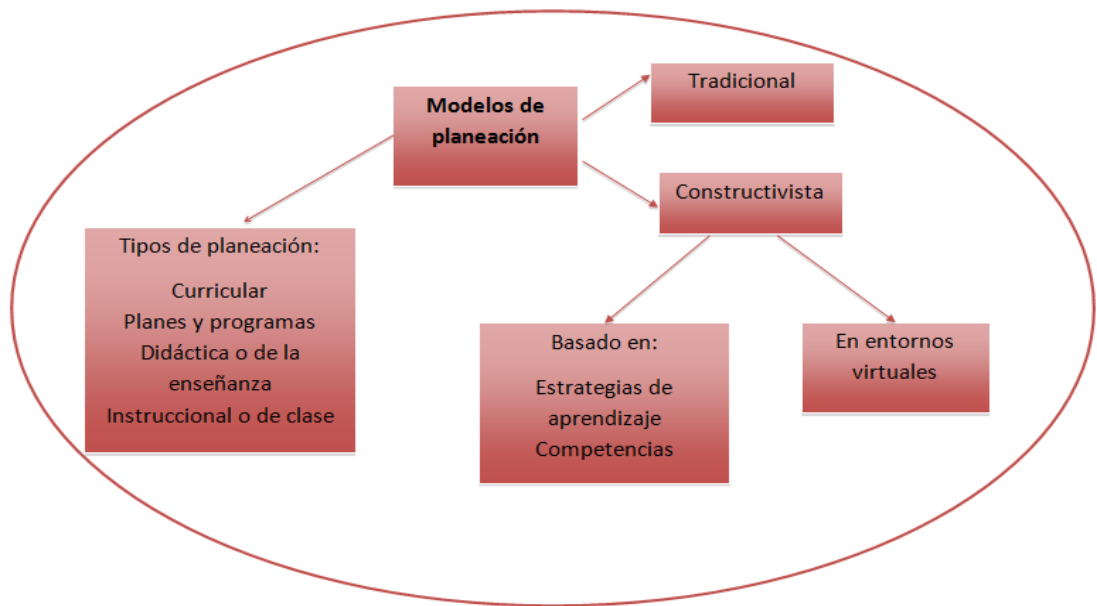 Modelos de
planeación
Tradicional
Constructivista
Tipos de planeación:
Curricular
Planes y programas
Didáctica o de la
enseñanza
Instruccional o de clase
Basado en:
Estrategias de
aprendizaje
Competencias
En entornos
virtuales